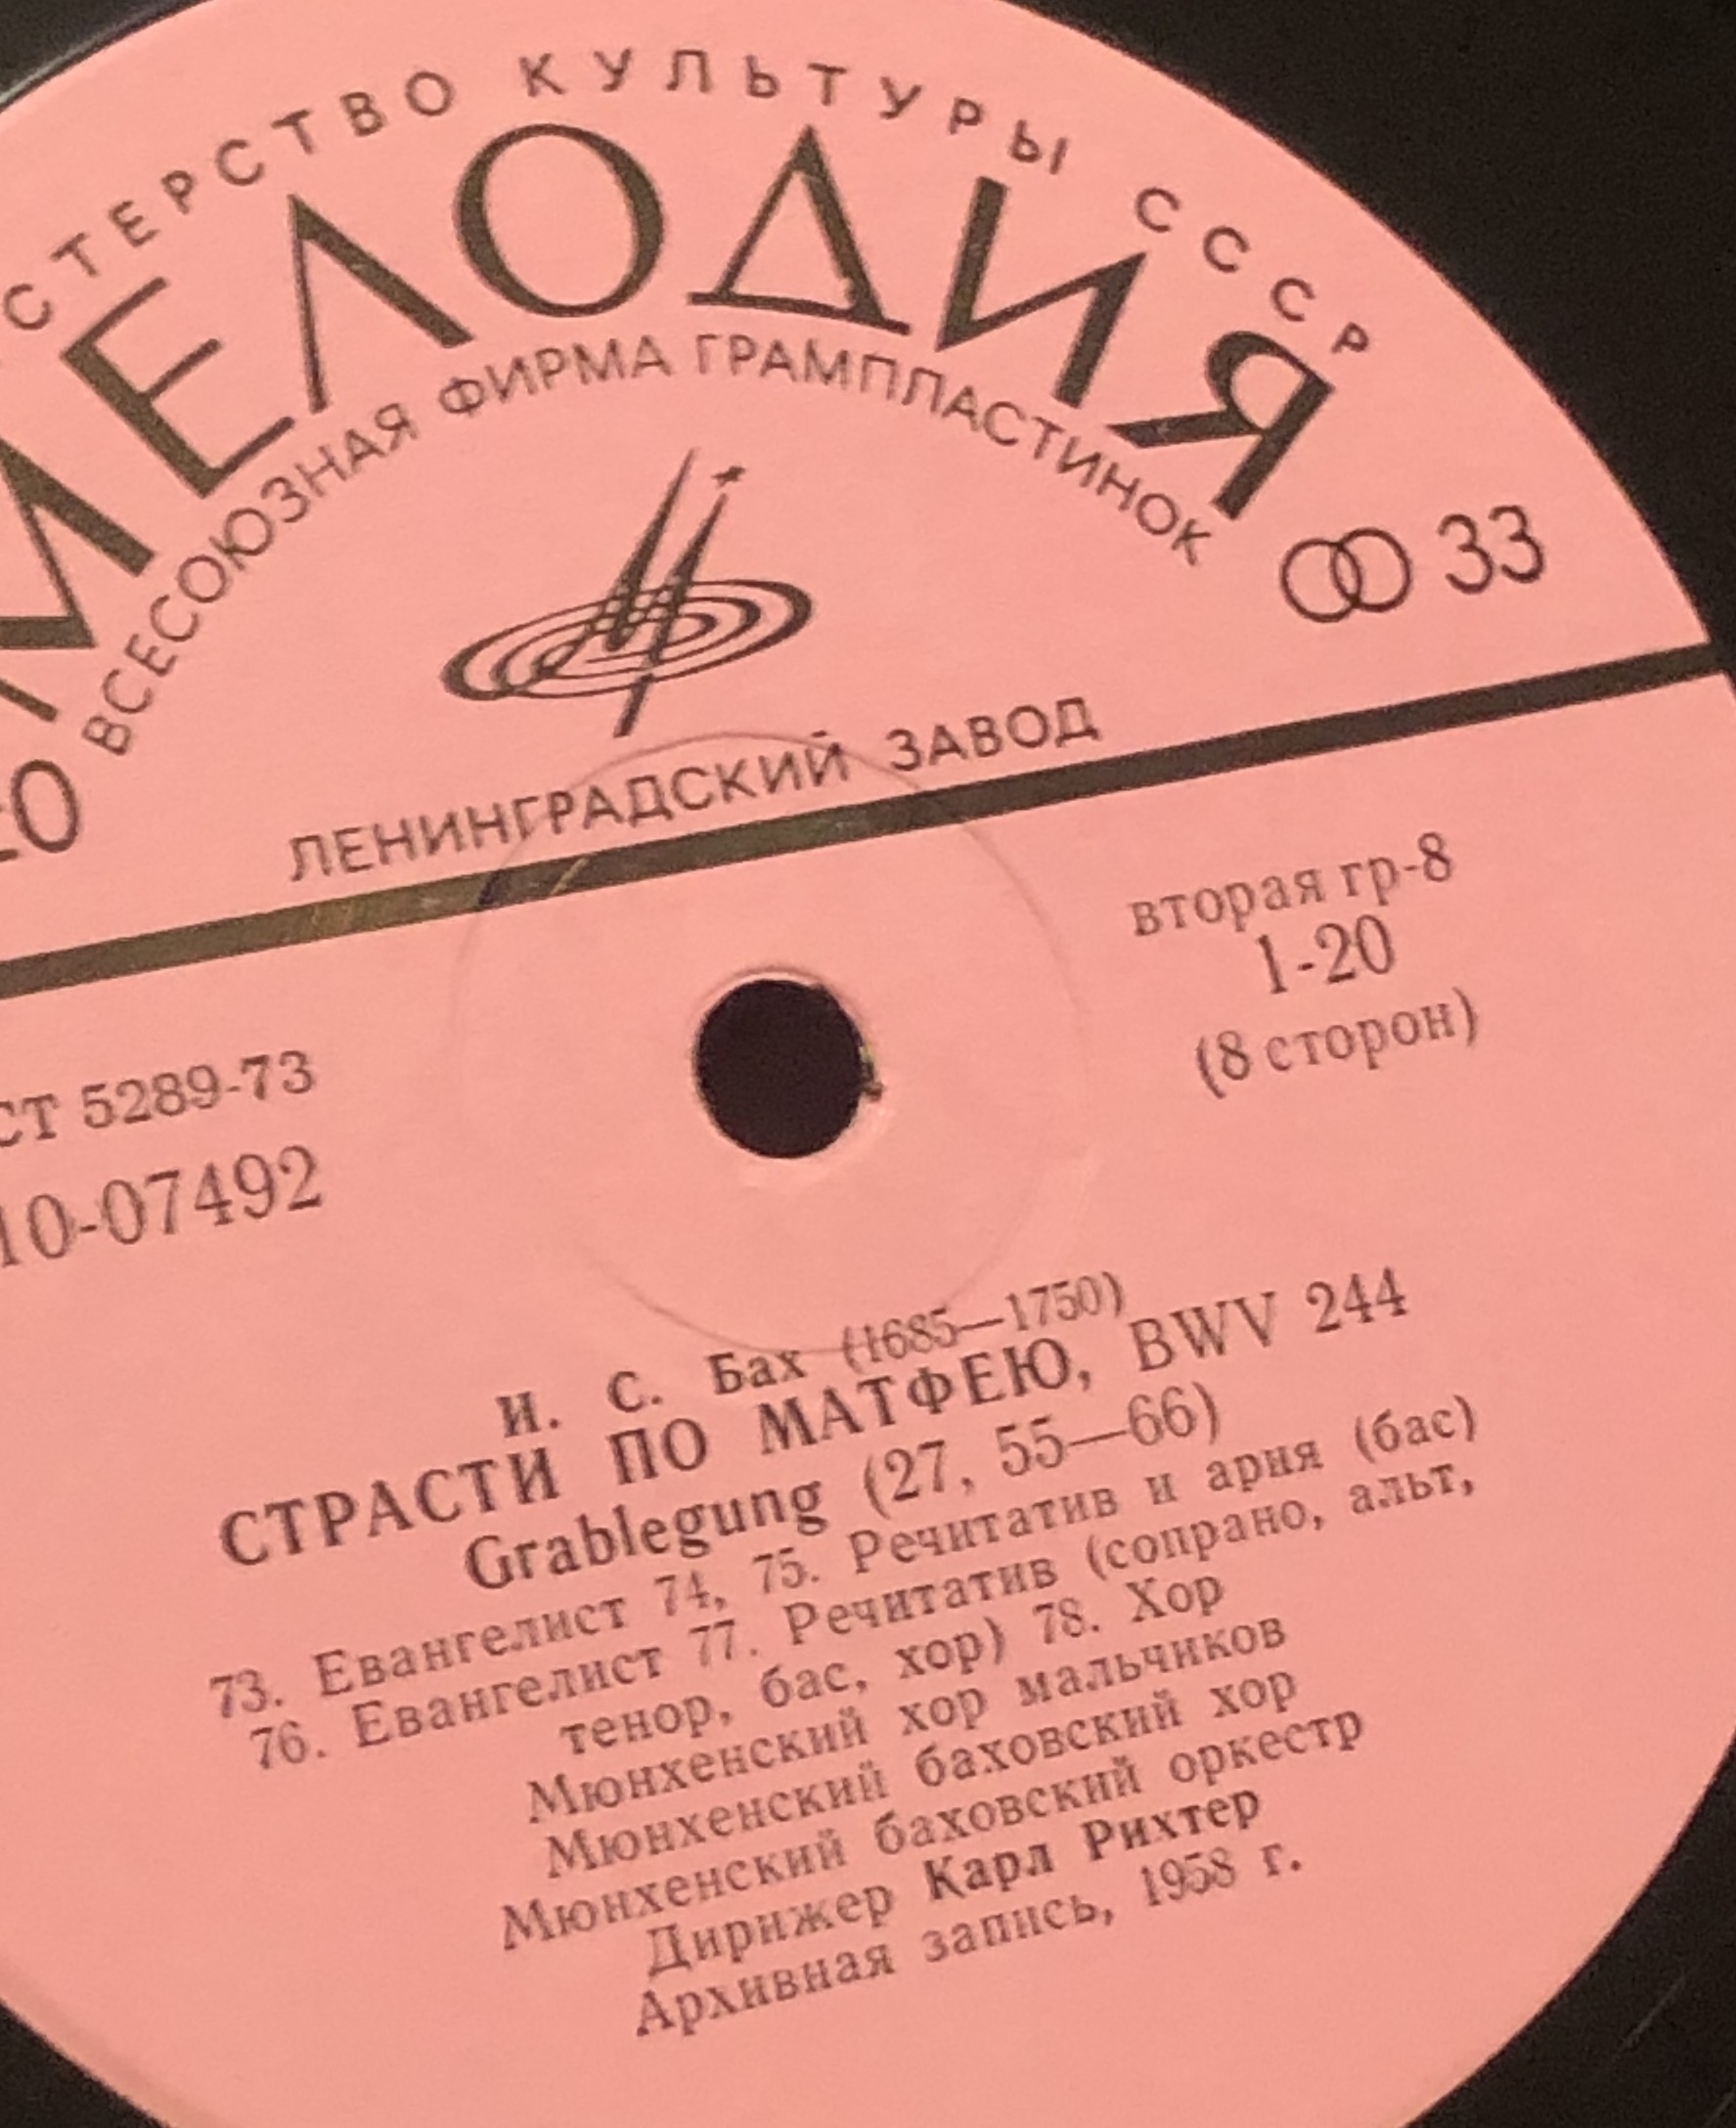 СТЕРСТВО КУЛЬТУРЫ СССР
МЕЛОДИЯ
ВСЕСОЮЗНАЯ ФИРМА ГРАМПЛАСТИНОК
33
ЛЕНИНГРАДСКИЙ ЗАВОД
вторая гр-8
1-20
(8 сторон)
СТ 5289-73
10-07492
И. С. Бах (1685—1750)
СТРАСТИ ПО МАТФЕЮ, BWV 244
Grablegung (27, 55—66)
73. Евангелист 74, 75. Речитатив и ария (бас)
76. Евангелист 77. Речитатив (сопрано, альт,
тенор, бас, хор) 78. Хор
Мюнхенский хор мальчиков
Мюнхенский баховский хор
Мюнхенский баховский оркестр
Дирижер Карл Рихтер
Архивная запись, 1958 г.